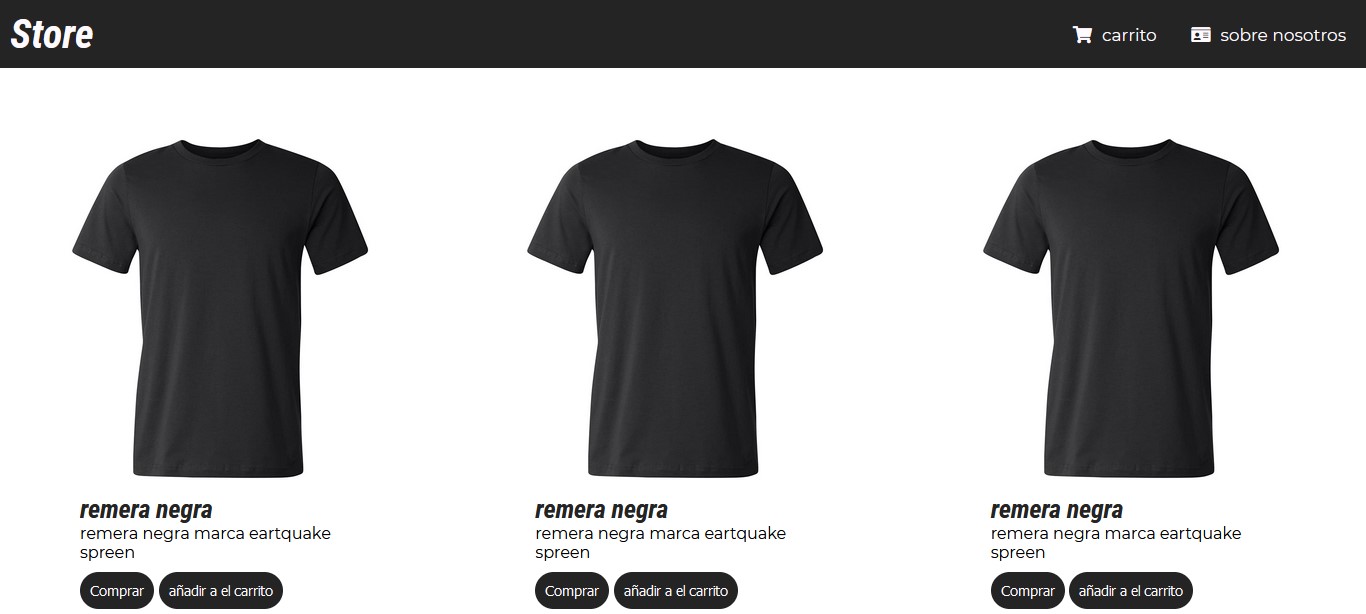 Store
carrito
sobre nosotros
remera negra
remera negra marca eartquake
spreen
Comprar
añadir a el carrito
remera negra
remera negra marca eartquake
spreen
Comprar
añadir a el carrito
remera negra
remera negra marca eartquake
spreen
Comprar
añadir a el carrito